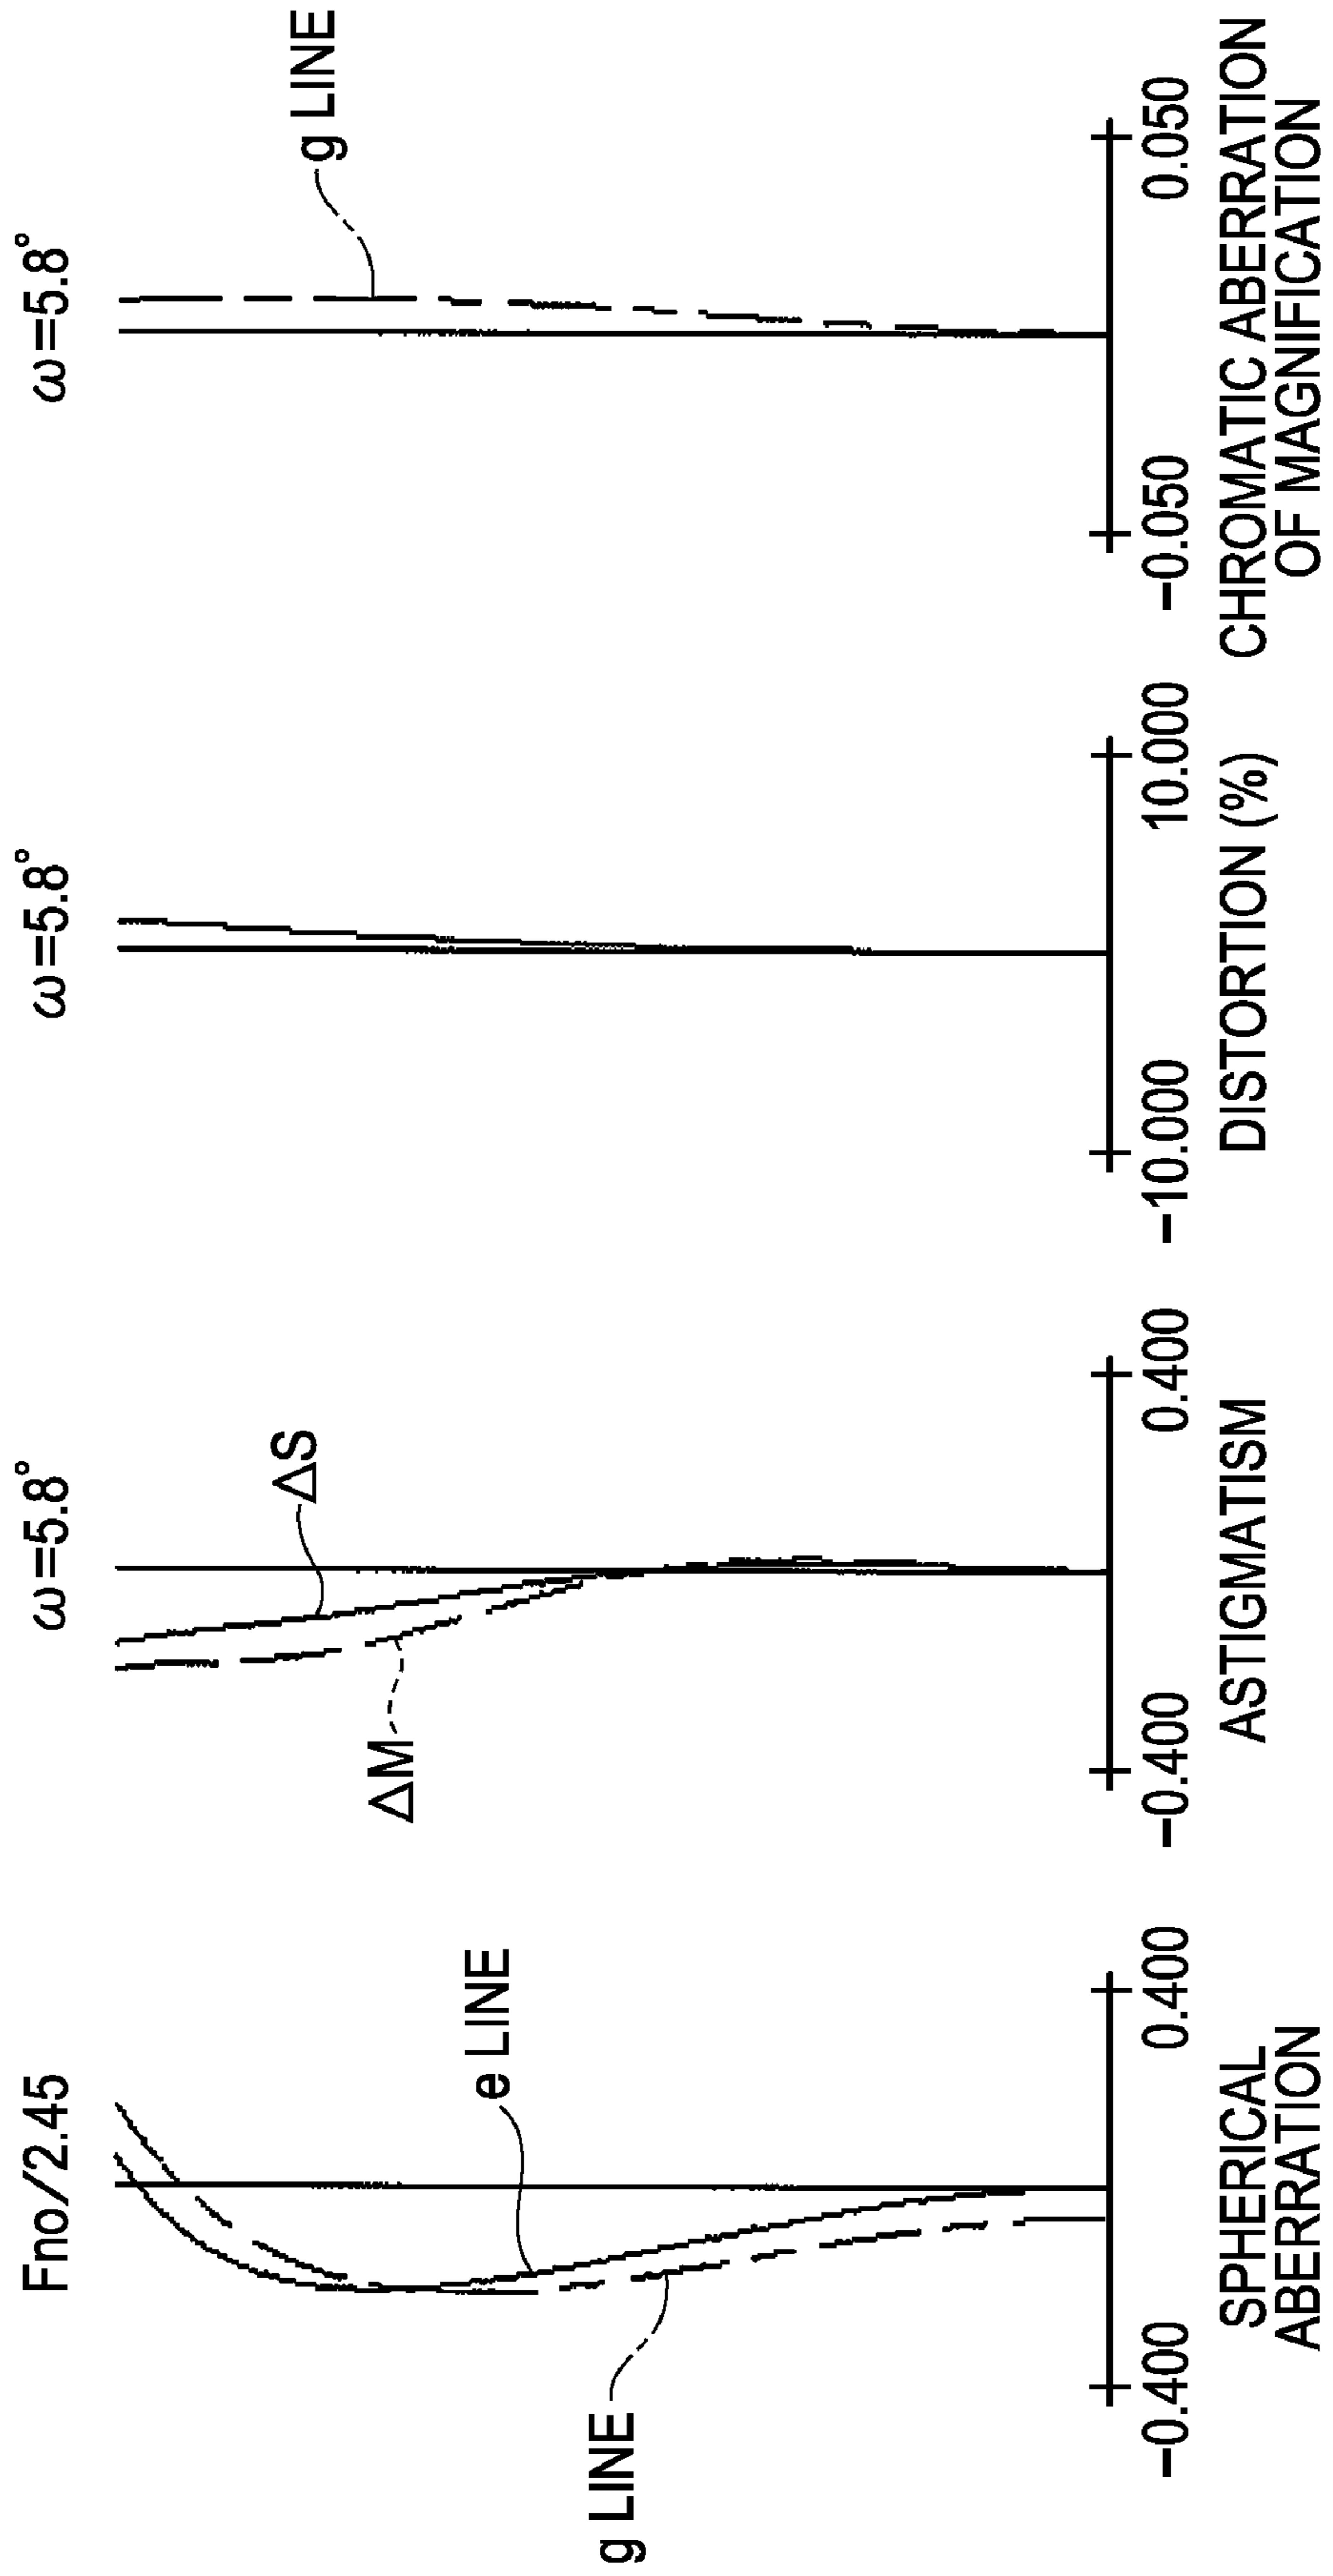 Fno/2.45
e LINE
g LINE
−0.400
0.400
SPHERICAL
ABERRATION
ω=5.8°
ΔS
ΔM
−0.400
0.400
ASTIGMATISM
ω=5.8°
−10.000
10.000
DISTORTION (%)
ω=5.8°
g LINE
−0.050
0.050
CHROMATIC ABERRATION
OF MAGNIFICATION